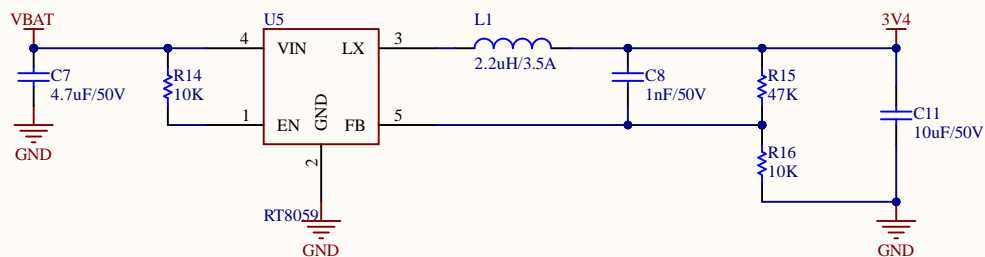 VBAT
U5
L1
3V4
4
VIN
LX
3
C7
4.7uF/50V
R14
10K
2.2uH/3.5A
C8
1nF/50V
R15
47K
1
EN
GND
FB
5
C11
10uF/50V
GND
2
R16
10K
RT8059
GND
GND